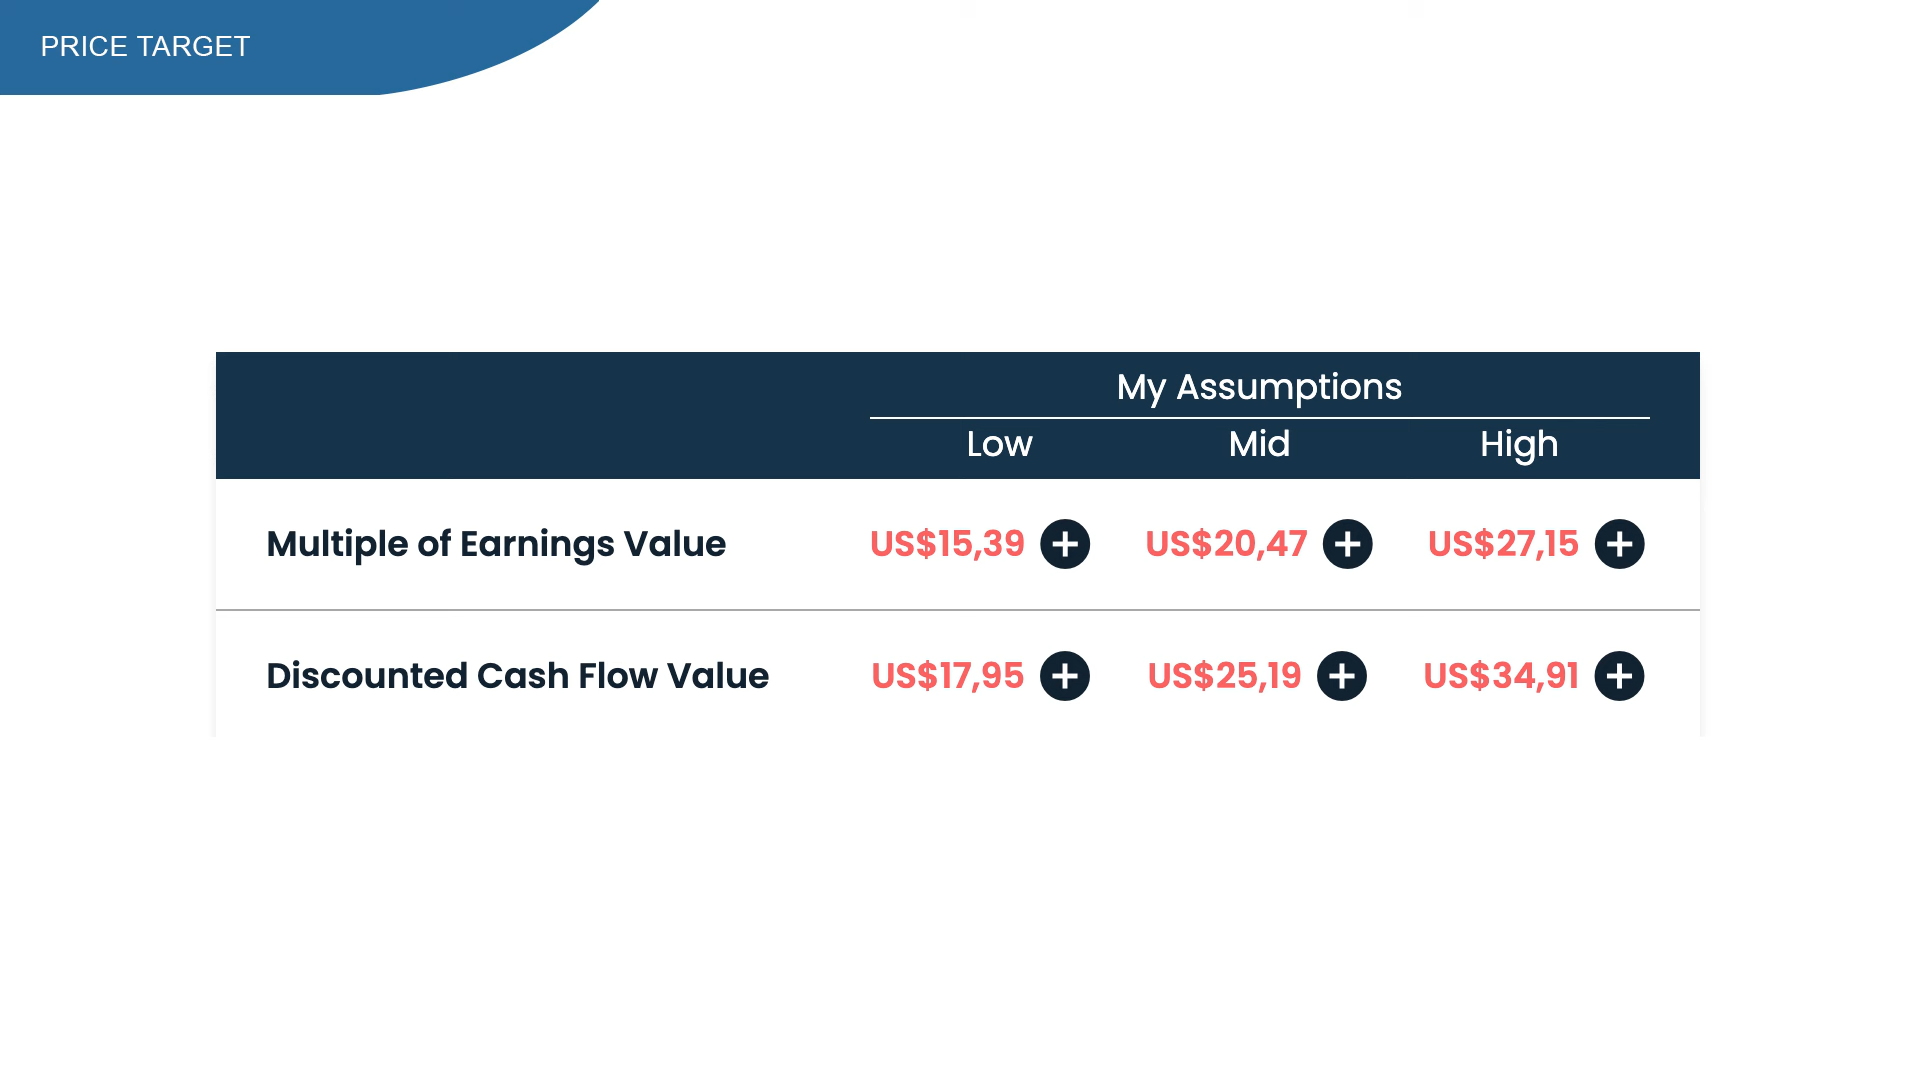 PRICE TARGET
My Assumptions
Low Mid High
Multiple of Earnings Value US$15,39 US$20,47 US$27,15
Discounted Cash Flow Value US$17,95 US$25,19 US$34,91